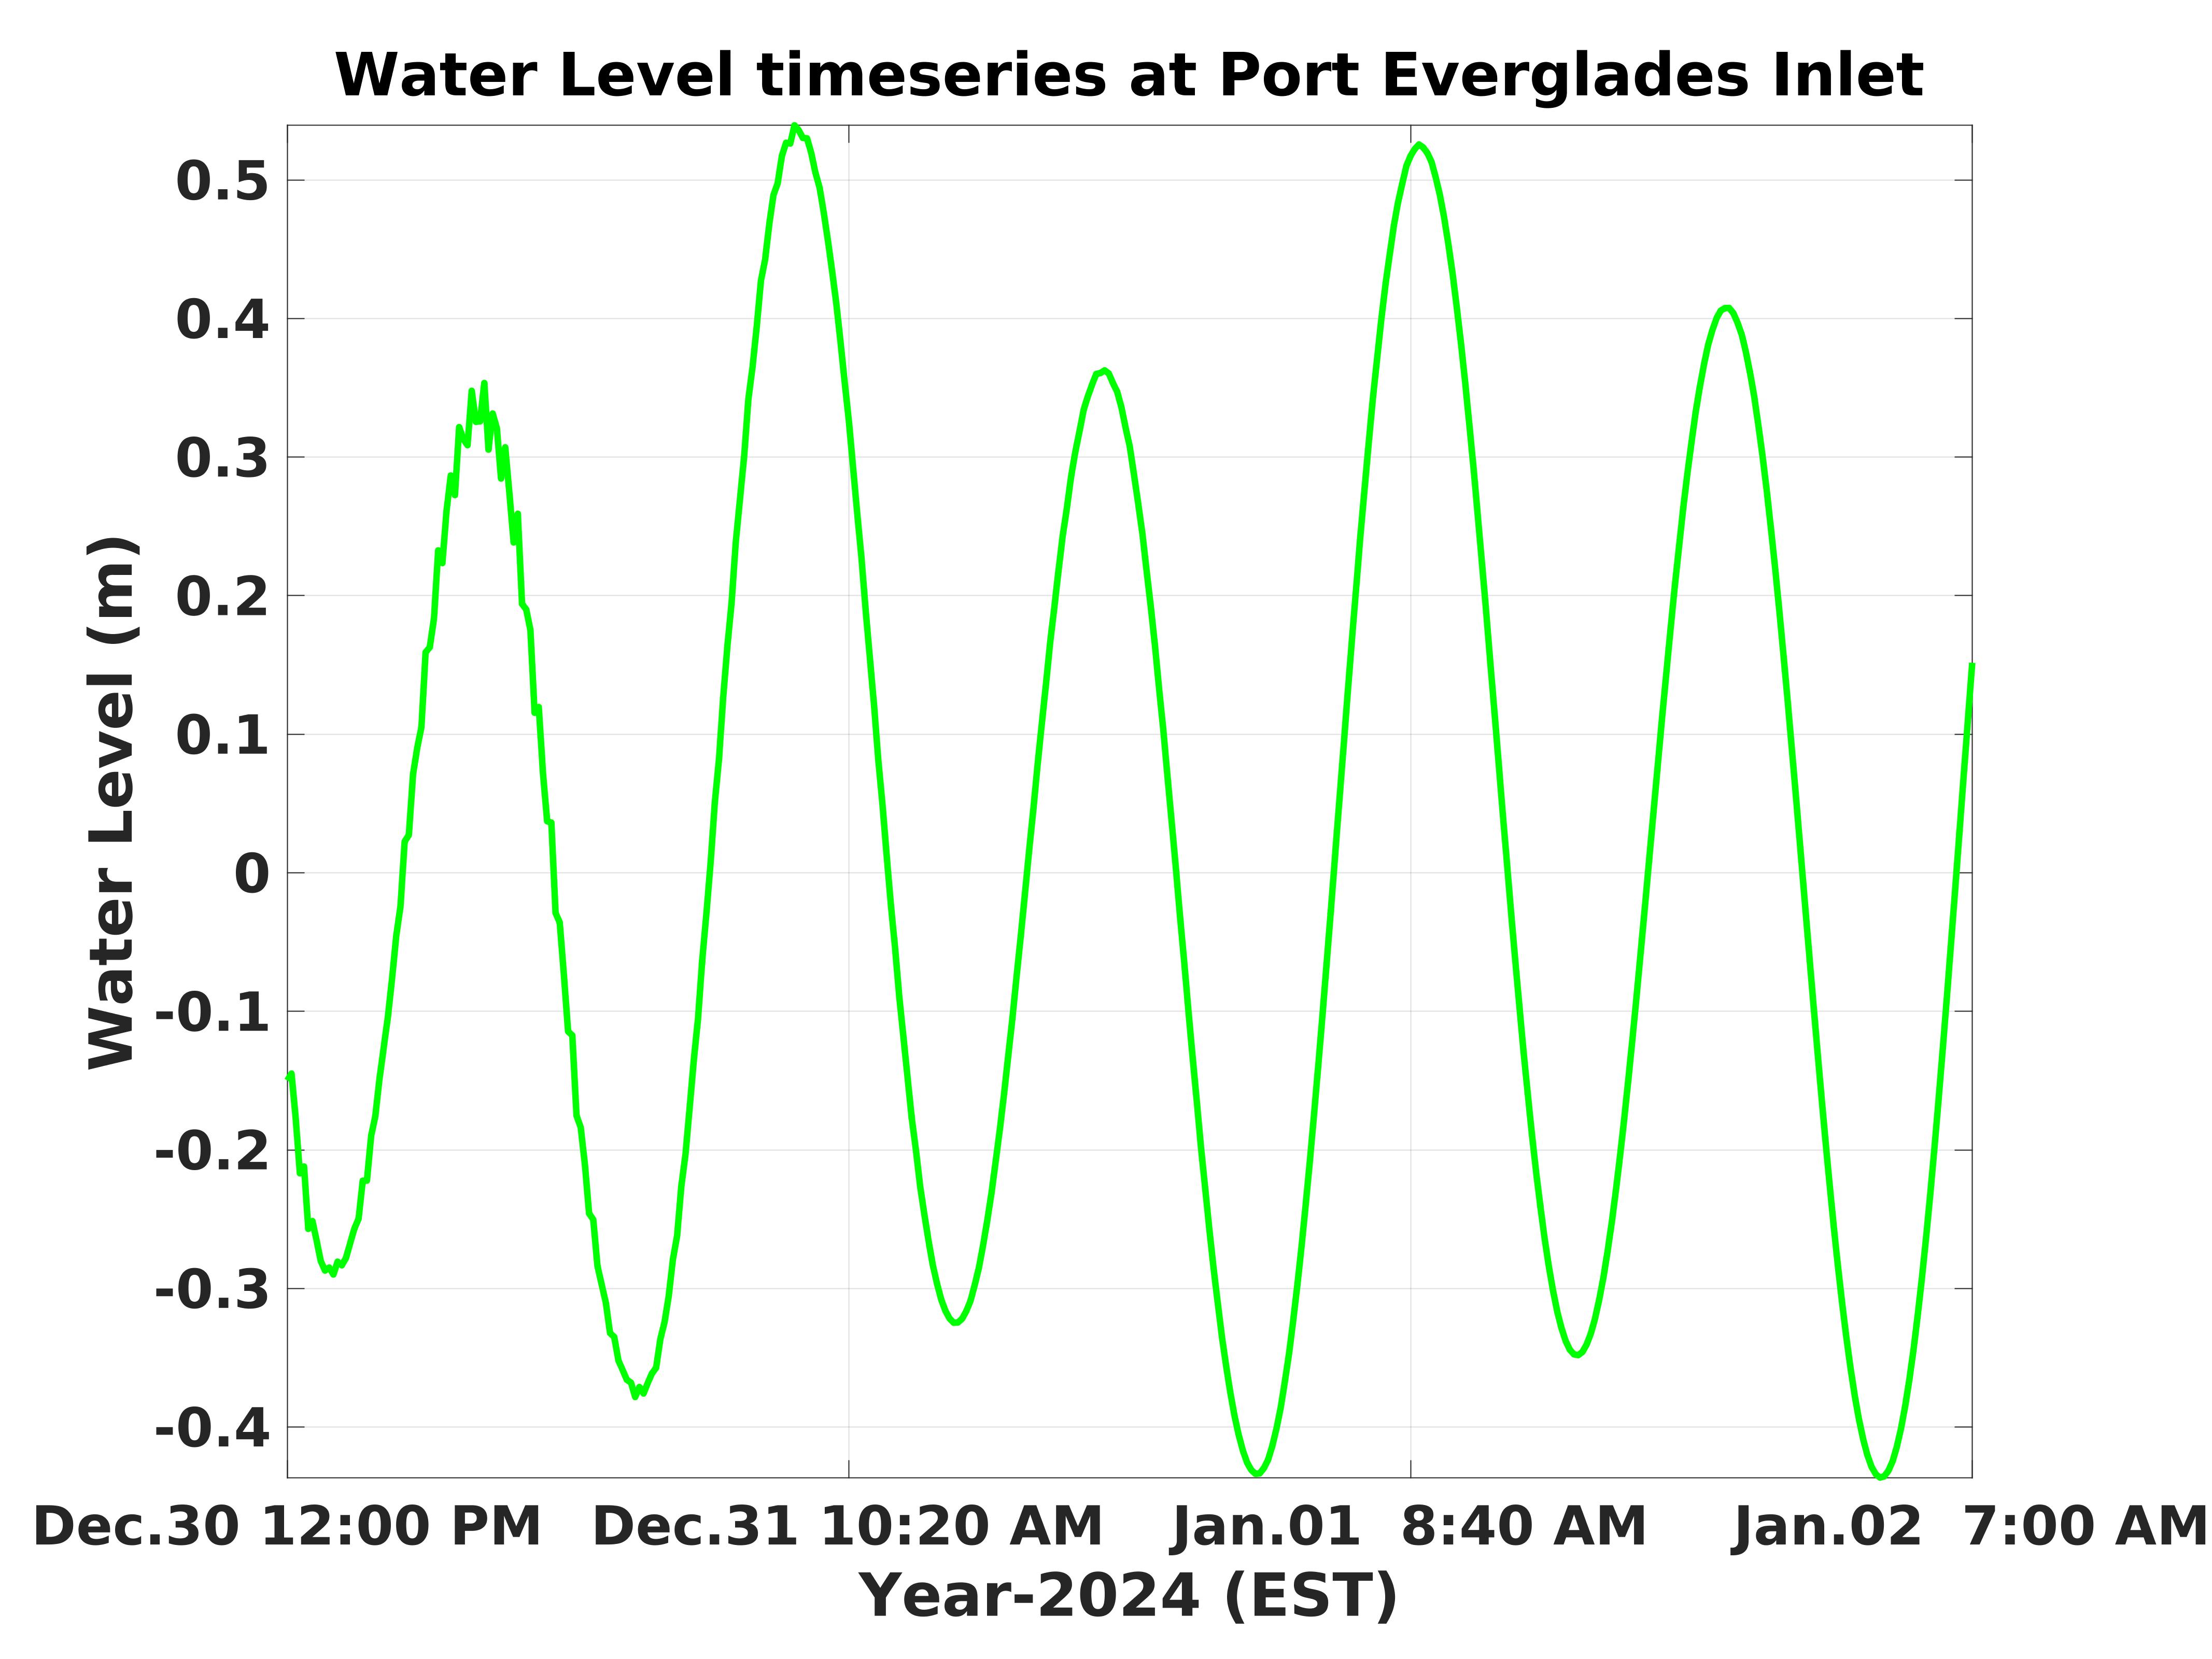 Water Level timeseries at Port Everglades Inlet
Water Level (m)
0.5
0.4
0.3
0.2
0.1
0
-0.1
-0.2
-0.3
-0.4
Dec.30 12:00 PM Dec.31 10:20 AM Jan.01 8:40 AM Jan.02 7:00 AM
Year-2024 (EST)